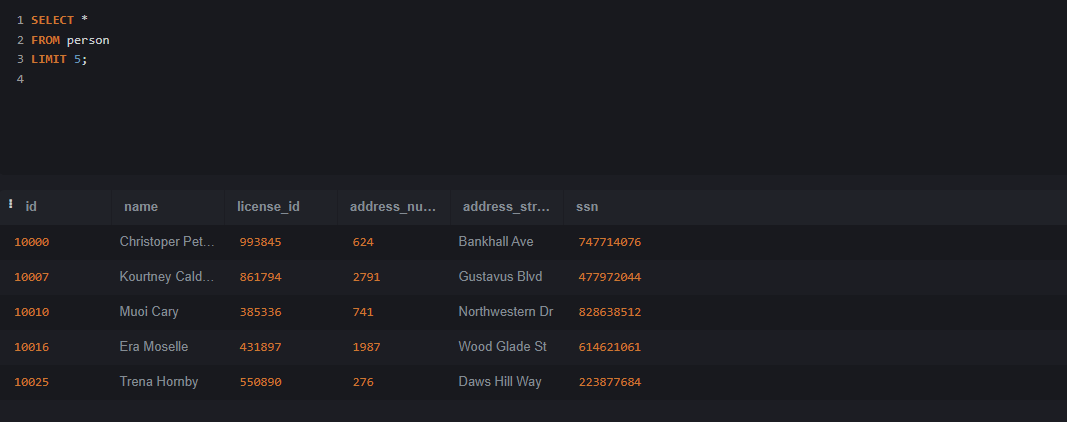 1 SELECT *
2 FROM person
3 LIMIT 5;
4
id name license_id address_nu... address_str... ssn
10000 Christoper Pet... 993845 624 Bankhall Ave 747714076
10007 Kourtney Cald... 861794 2791 Gustavus Blvd 477972044
10010 Muoi Cary 385336 741 Northwestern Dr 828638512
10016 Era Moselle 431897 1987 Wood Glade St 614621061
10025 Trena Hornby 550890 276 Daws Hill Way 223877684